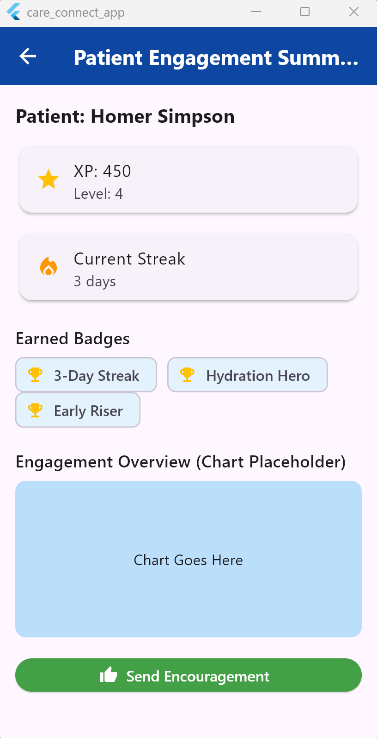 care_connect_app
Patient Engagement Summ...
Patient: Homer Simpson
XP: 450
Level: 4
Current Streak
3 days
Earned Badges
3-Day Streak
Hydration Hero
Early Riser
Engagement Overview (Chart Placeholder)
Chart Goes Here
Send Encouragement